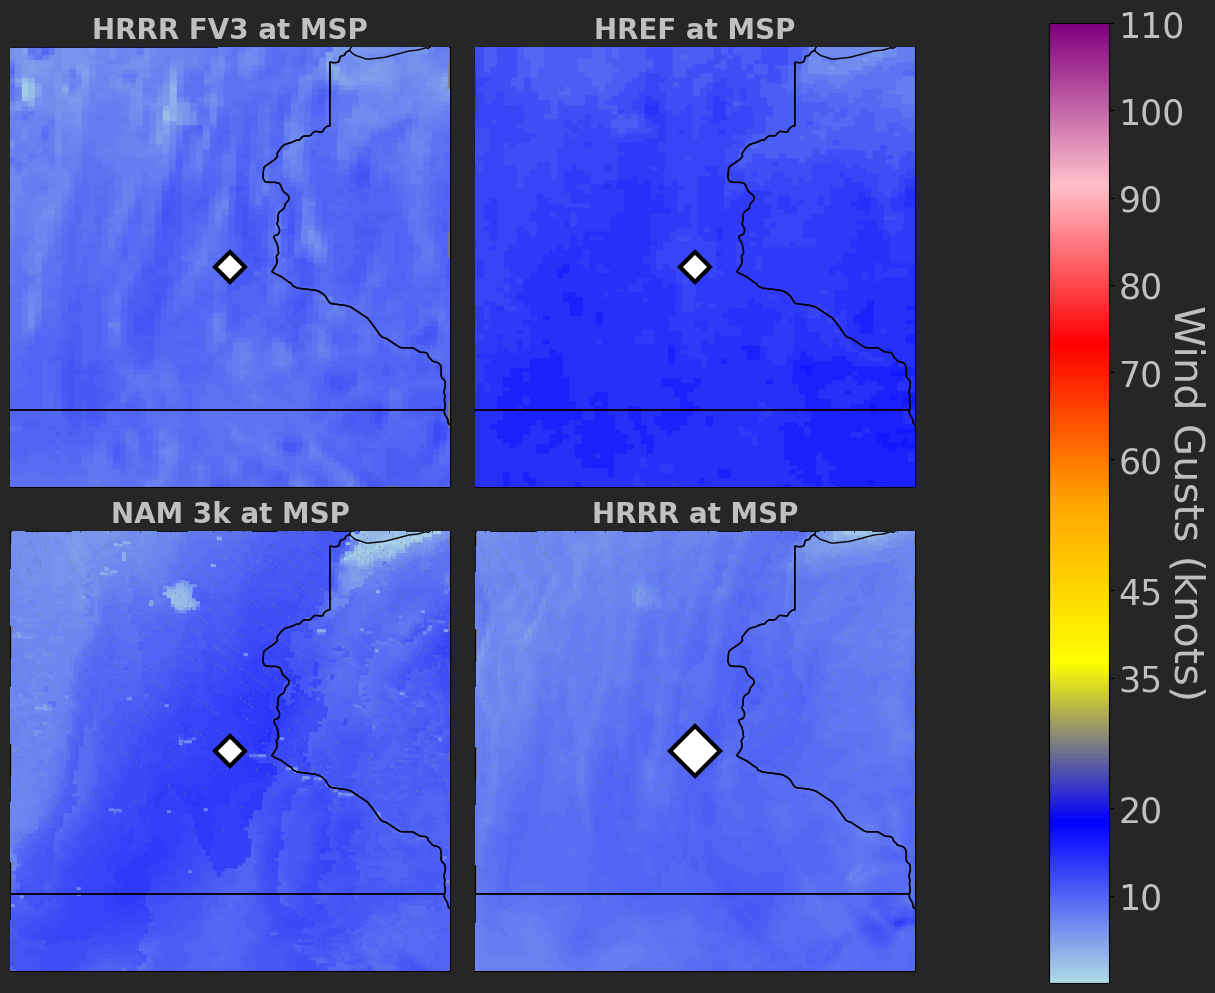 HRRR FV3 at MSP
HREF at MSP
NAM 3k at MSP
HRRR at MSP
110
100
90
80
70
60
45
35
20
10
Wind Gusts (knots)